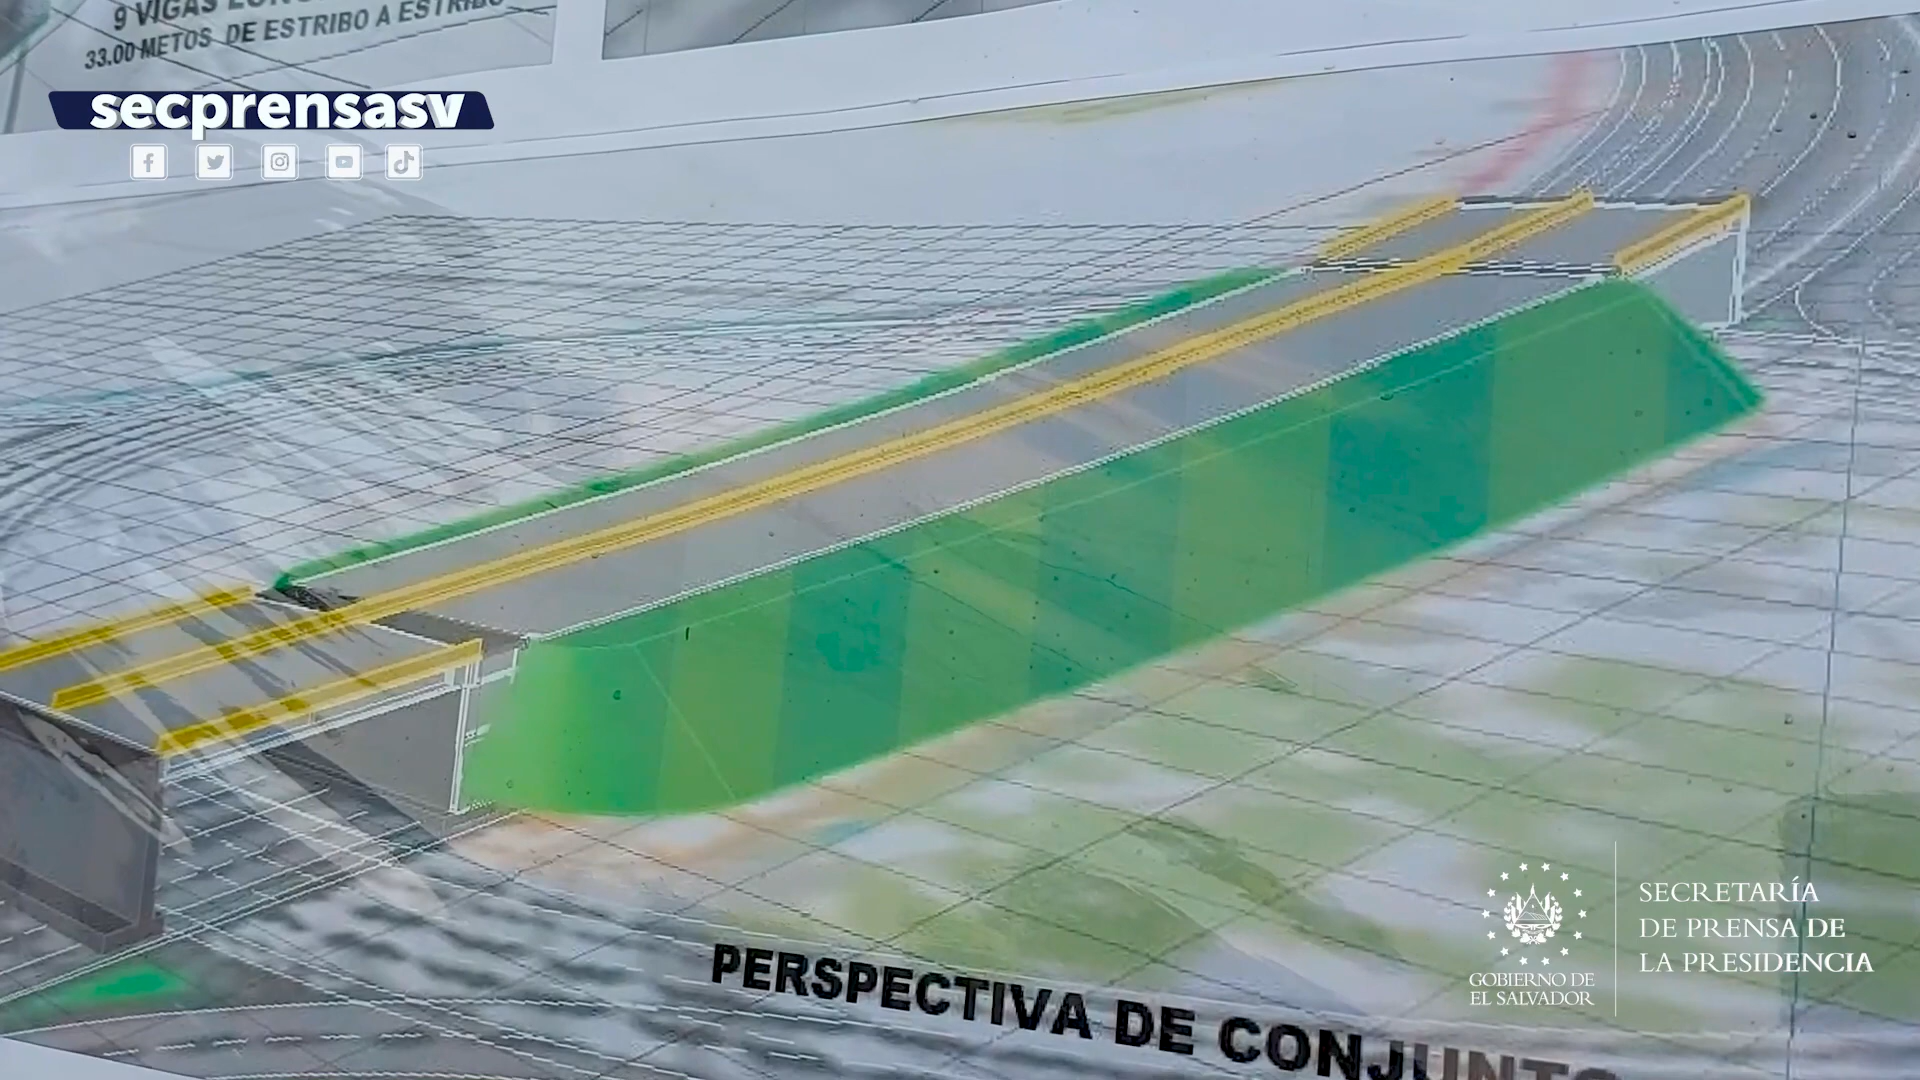 9 VIGAS
33.00 METOS DE ESTRIBO A ESTRIBO
secprensasv
PERSPECTIVA DE CONJUNTO
GOBIERNO DE
EL SALVADOR
SECRETARÍA
DE PRENSA DE
LA PRESIDENCIA